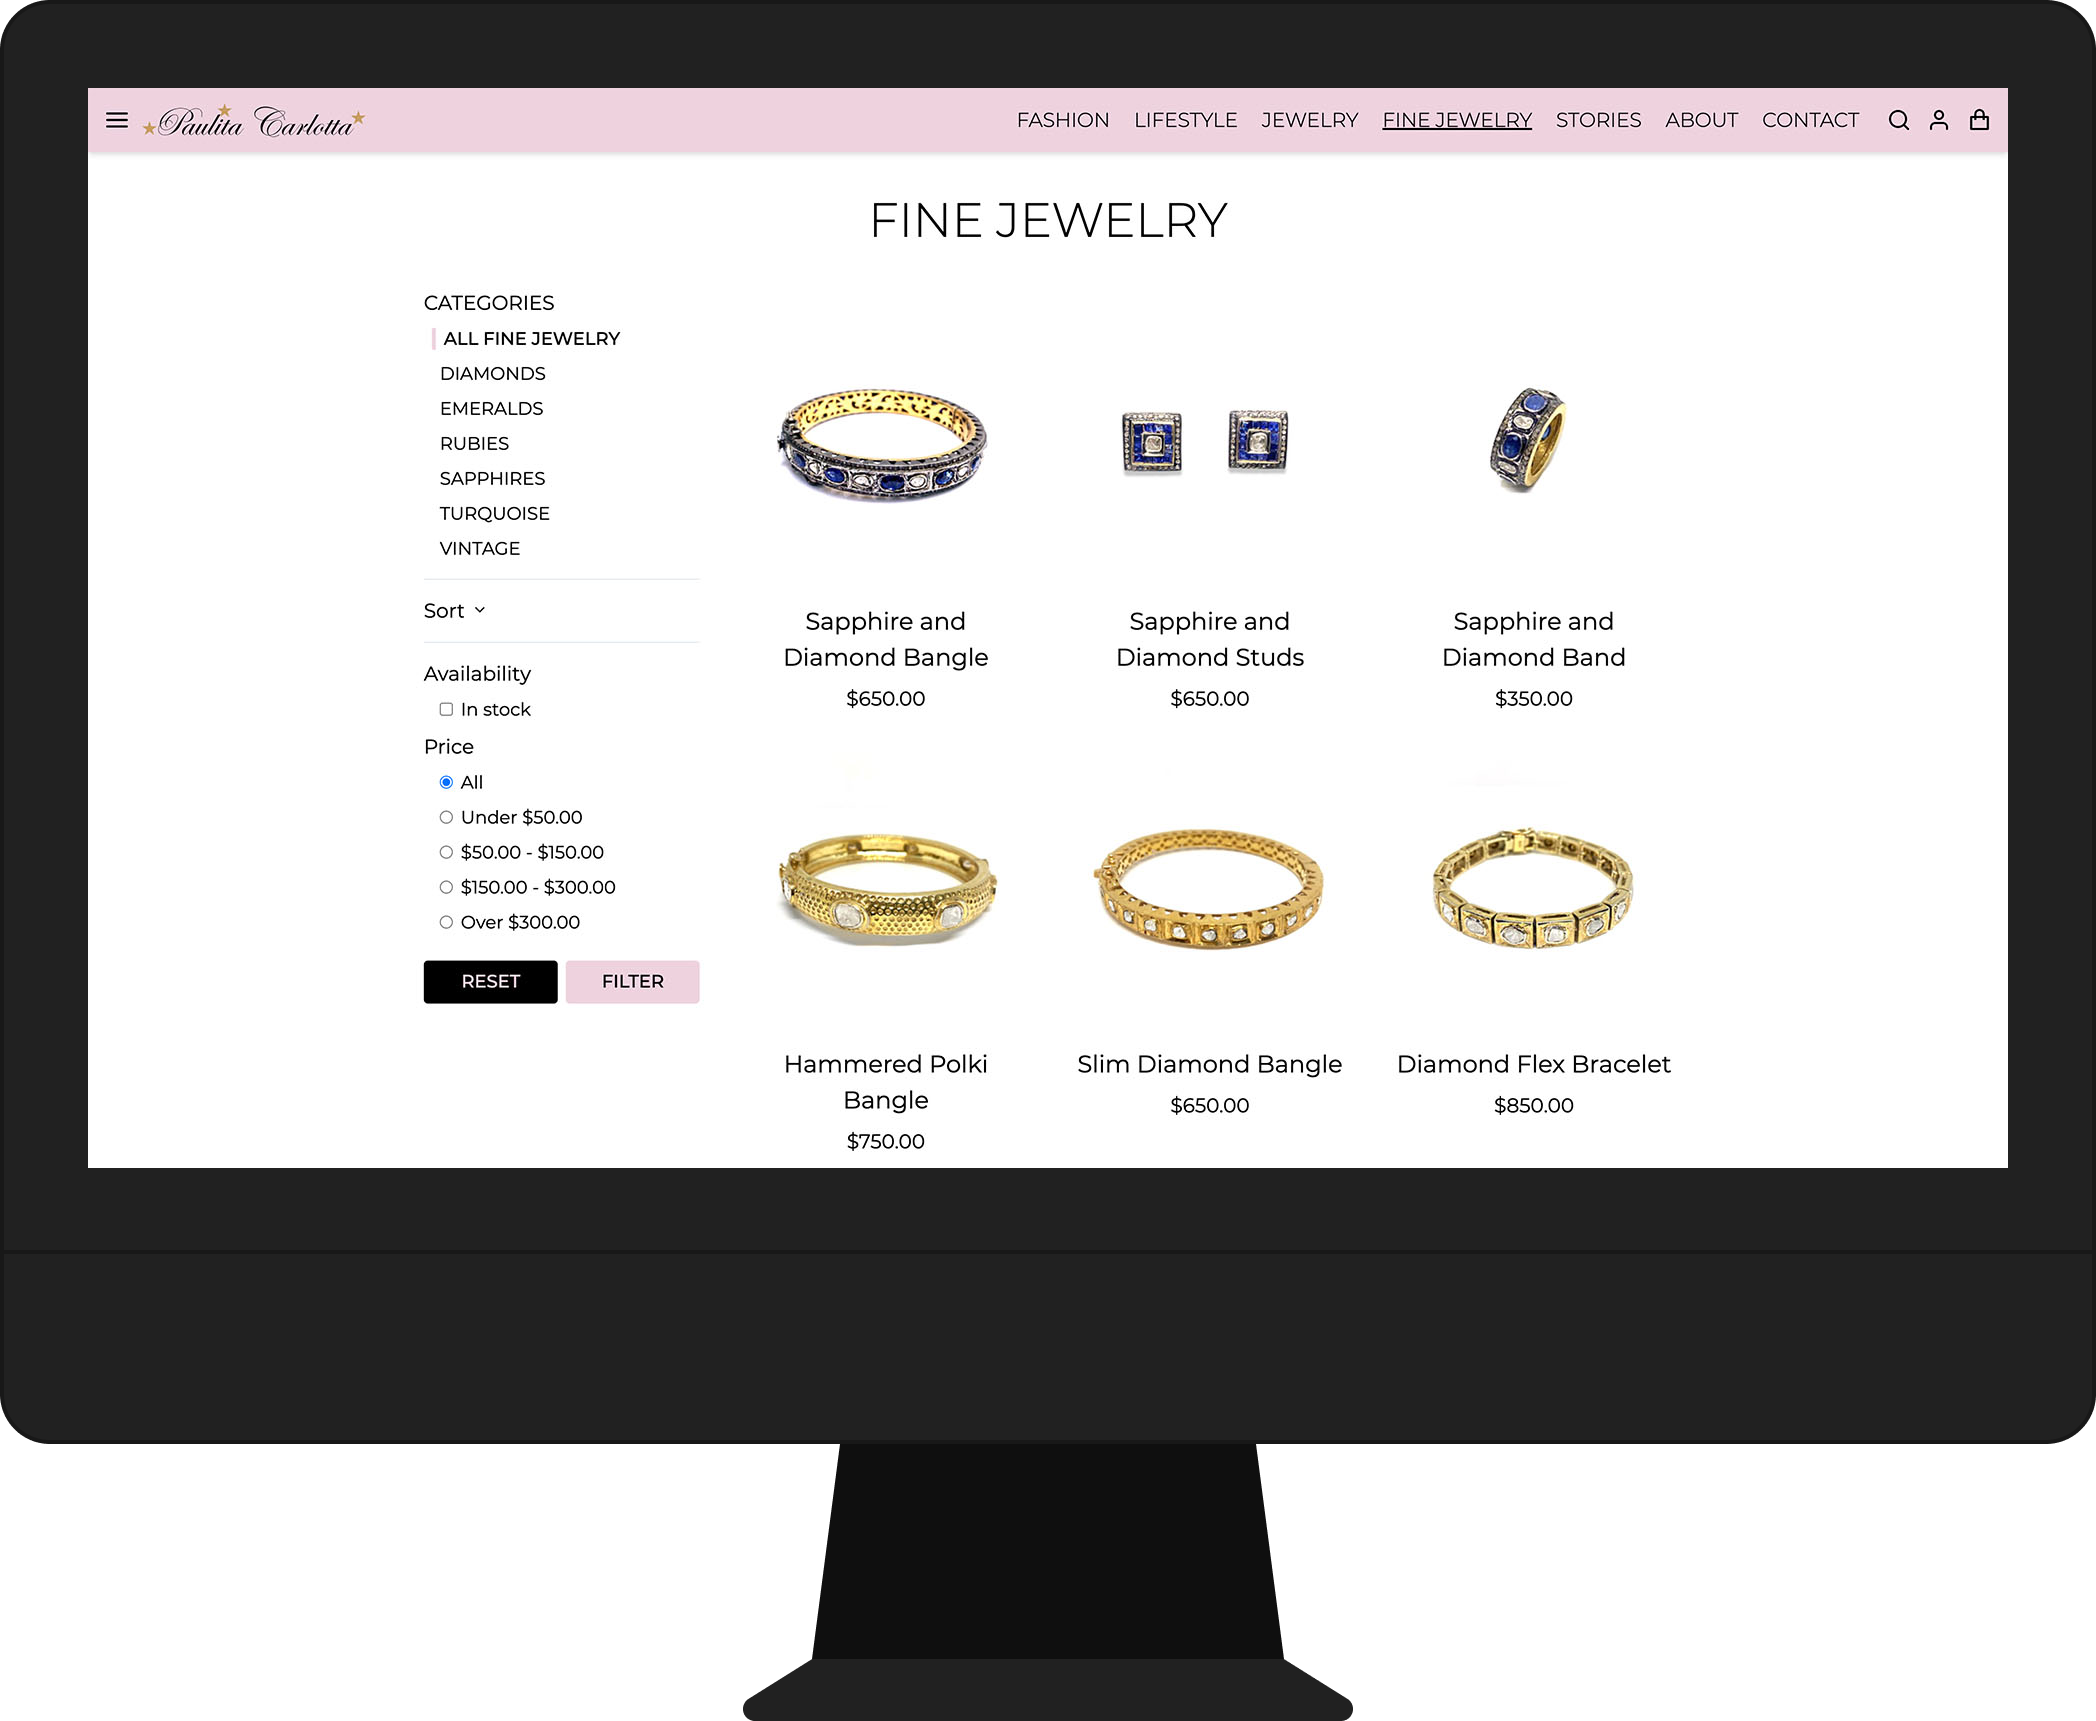 Paulita Carlotta
FASHION LIFESTYLE JEWELRY FINE JEWELRY STORIES ABOUT CONTACT
FINE JEWELRY
CATEGORIES
ALL FINE JEWELRY
DIAMONDS
EMERALDS
RUBIES
SAPPHIRES
TURQUOISE
VINTAGE
Sort
Availability
In stock
Price
All
Under $50.00
$50.00 - $150.00
$150.00 - $300.00
Over $300.00
RESET FILTER
Sapphire and
Diamond Bangle
$650.00
Sapphire and
Diamond Studs
$650.00
Sapphire and
Diamond Band
$350.00
Hammered Polki
Bangle
$750.00
Slim Diamond Bangle
$650.00
Diamond Flex Bracelet
$850.00